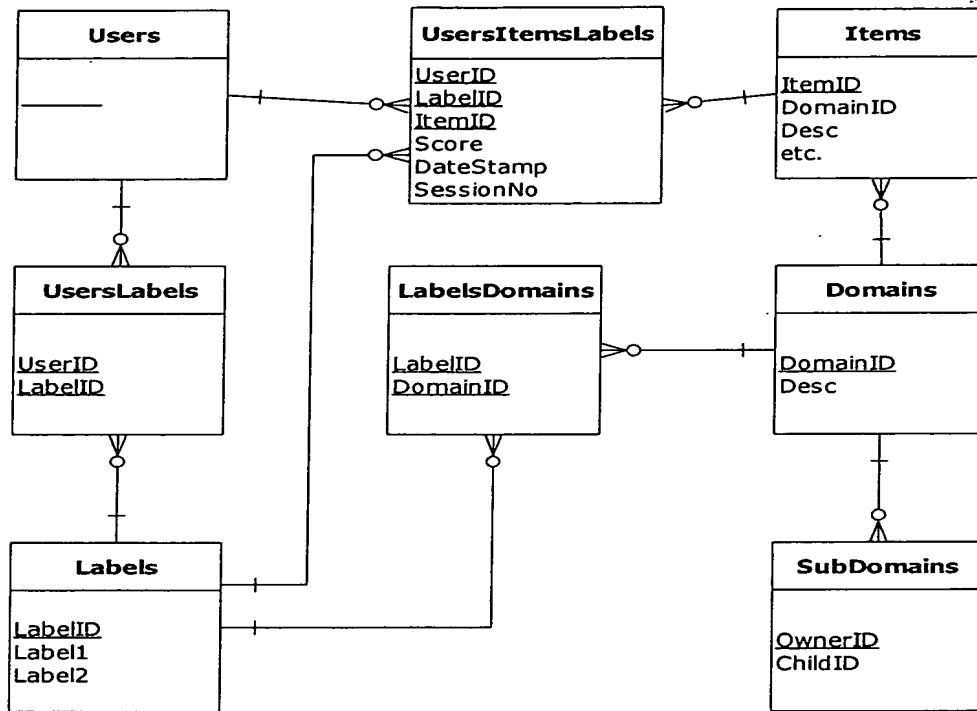 Users
UsersItemsLabels
UserID
LabelID
ItemID
Score
DateStamp
SessionNo
Items
ItemID
DomainID
Desc
etc.
UsersLabels
UserID
LabelID
LabelsDomains
LabelID
DomainID
Domains
DomainID
Desc
Labels
LabelID
Label1
Label2
SubDomains
OwnerID
ChildID